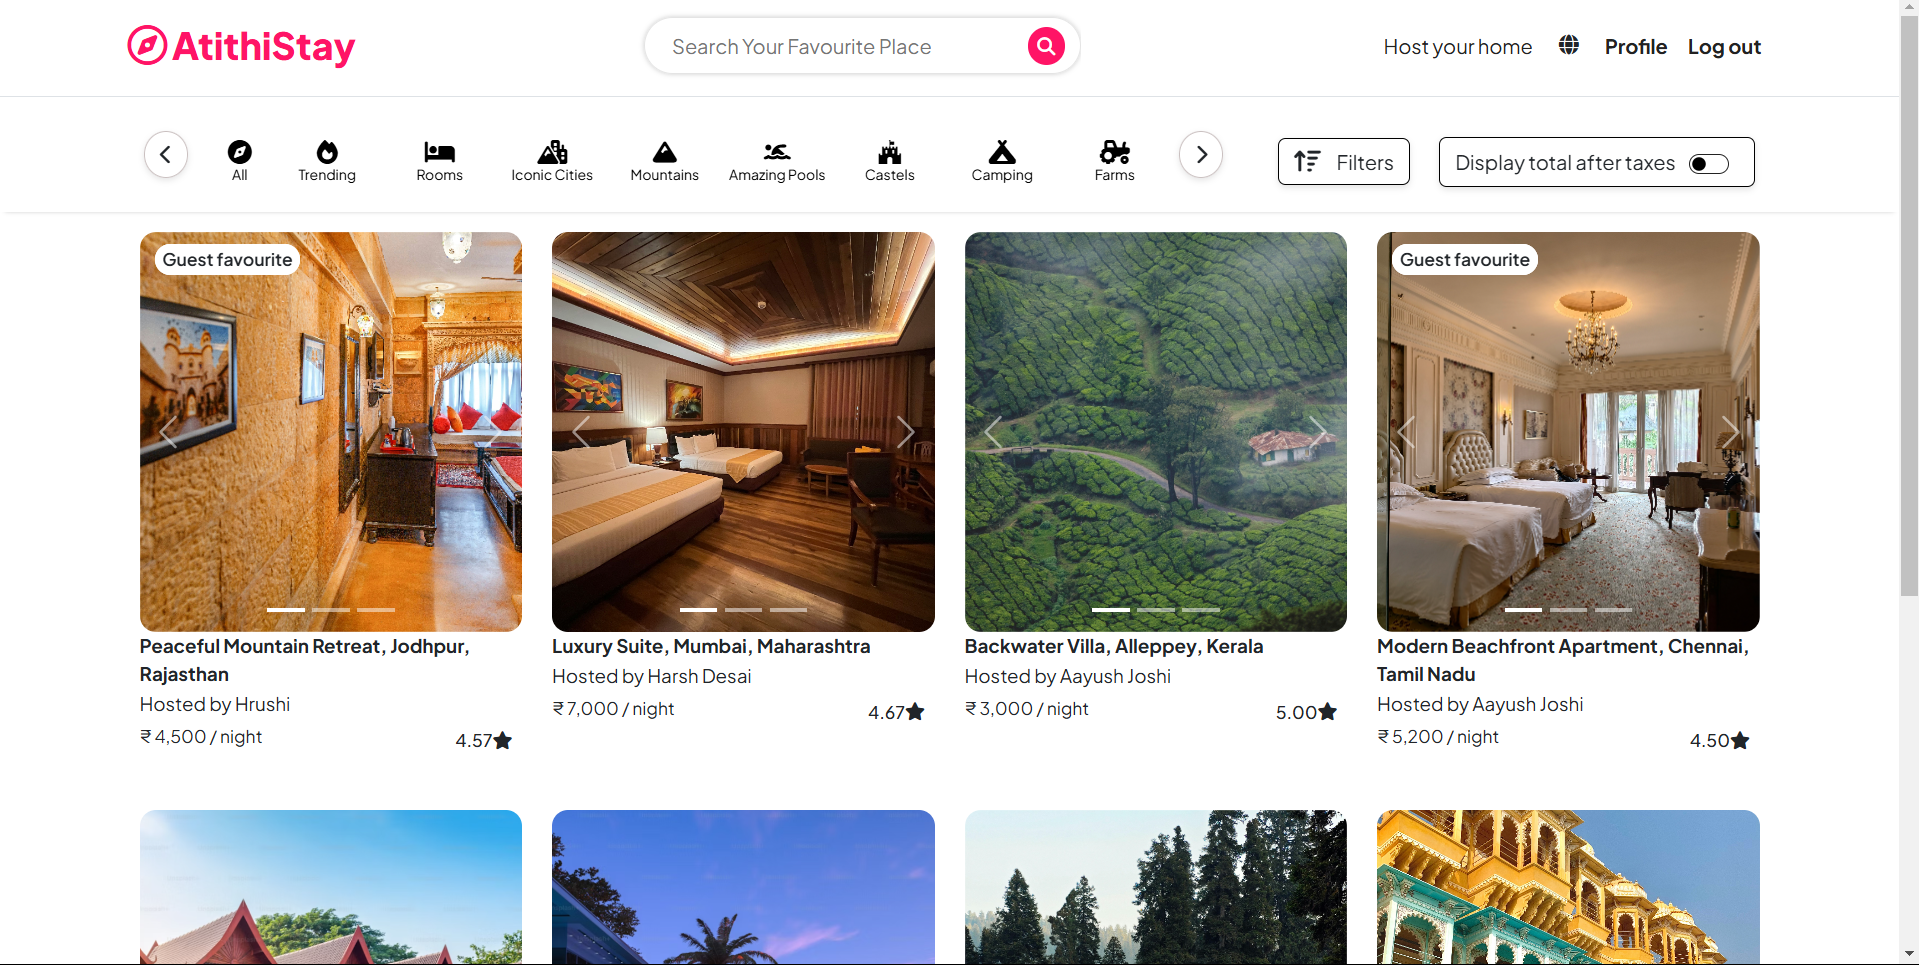 AtithiStay
Search Your Favourite Place
Host your home
Profile
Log out
All
Trending
Rooms
Iconic Cities
Mountains
Amazing Pools
Castels
Camping
Farms
Filters
Display total after taxes
Guest favourite
Guest favourite
Peaceful Mountain Retreat, Jodhpur,
Rajasthan
Hosted by Hrushi
₹ 4,500 / night
4.57
Luxury Suite, Mumbai, Maharashtra
Hosted by Harsh Desai
₹ 7,000 / night
4.67
Backwater Villa, Alleppey, Kerala
Hosted by Aayush Joshi
₹ 3,000 / night
5.00
Modern Beachfront Apartment, Chennai,
Tamil Nadu
Hosted by Aayush Joshi
₹ 5,200 / night
4.50